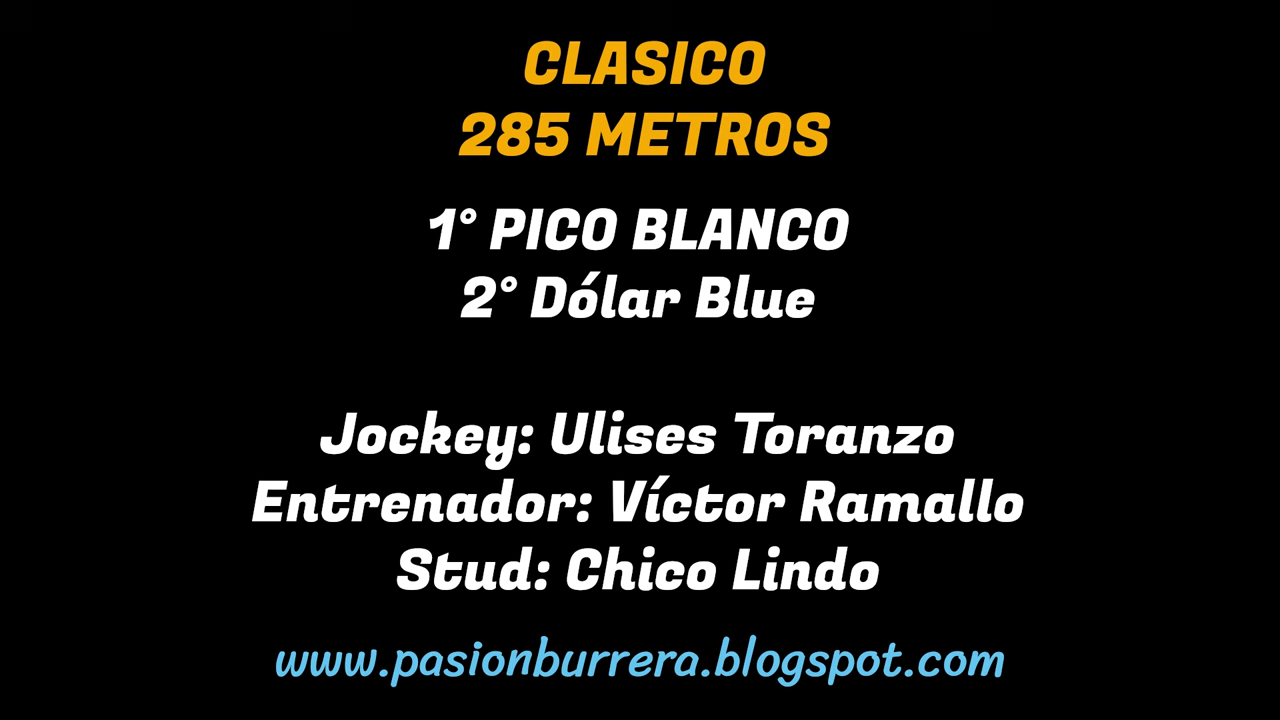 CLASICO
285 METROS
1° PICO BLANCO
2° Dólar Blue
Jockey: Ulises Toranzo
Entrenador: Víctor Ramallo
Stud: Chico Lindo
www.pasionburrera.blogspot.com